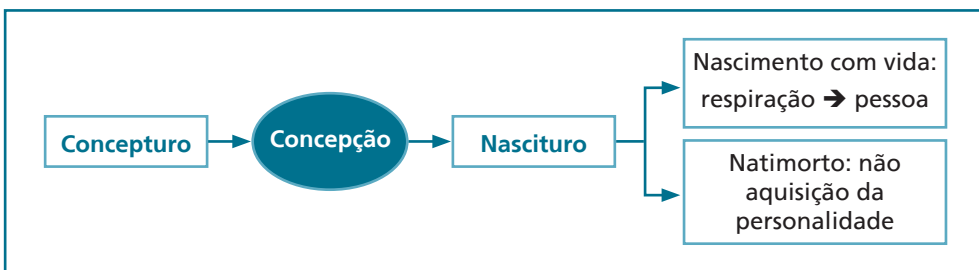 Concepturo
Concepção
Nascituro
Nascimento com vida:
respiração ➔ pessoa
Natimorto: não
aquisição da
personalidade